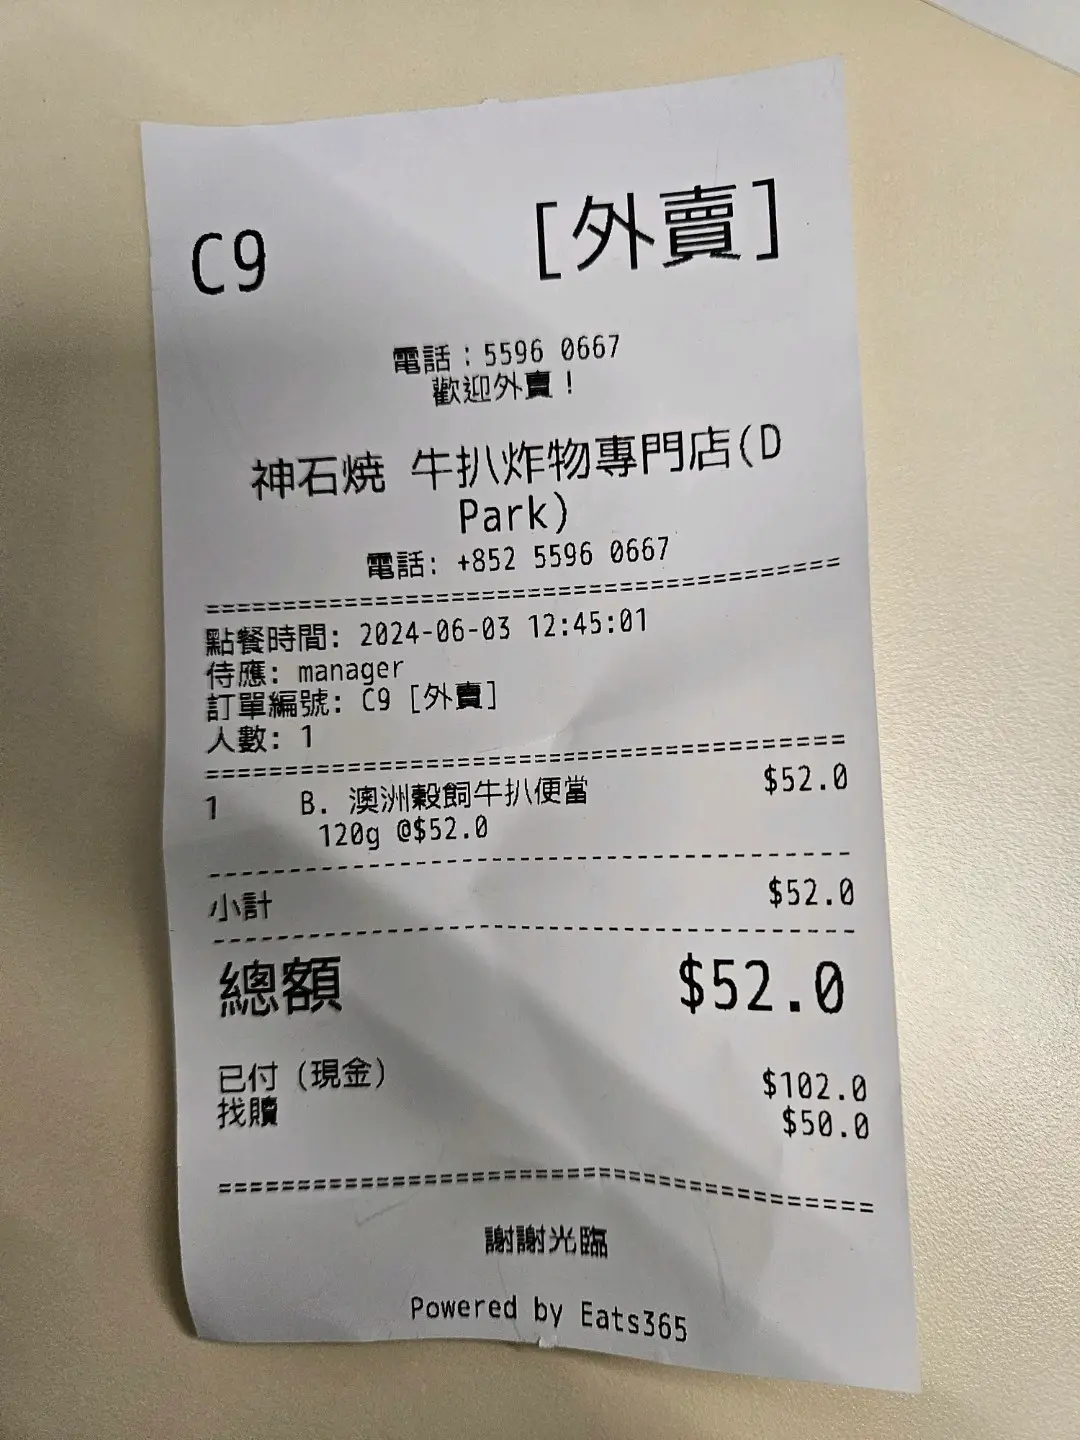 C9 [外賣]
電話：5596 0667
歡迎外賣！
神石燒 牛扒炸物專門店(D
Park)
電話: +852 5596 0667
======================================
點餐時間: 2024-06-03 12:45:01
侍應: manager
訂單編號: C9 [外賣]
人數: 1
======================================
1 B. 澳洲穀飼牛扒便當 $52.0
120g @$52.0
--------------------------------------
小計 $52.0
--------------------------------------
總額 $52.0
已付 (現金) $102.0
找贖 $50.0
======================================
謝謝光臨
Powered by Eats365